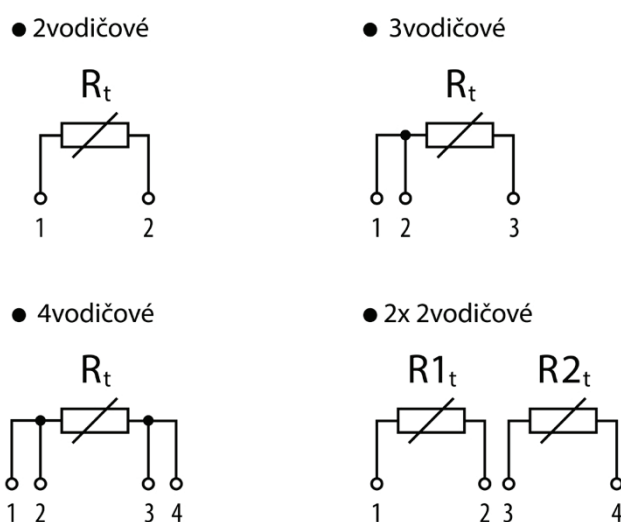 ● 2vodičové
Rt
1 2
● 3vodičové
Rt
1 2 3
● 4vodičové
Rt
1 2 3 4
● 2x 2vodičové
R1t R2t
1 2 3 4